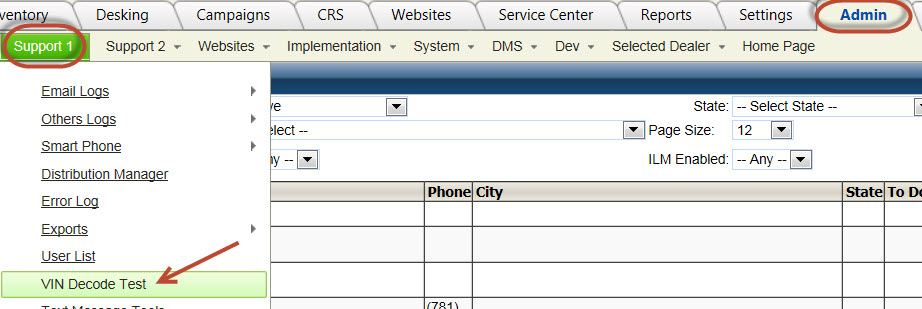 ventory Desking Campaigns CRS Websites Service Center Reports Settings Admin
Support 1 Support 2 Websites Implementation System DMS Dev Selected Dealer Home Page
Email Logs
ve State: -- Select State --
Others Logs
elect -- Page Size: 12
Smart Phone
ny -- ILM Enabled: -- Any --
Distribution Manager
Phone City State To De
Error Log
Exports
User List
VIN Decode Test
Text Message Tools
(781)